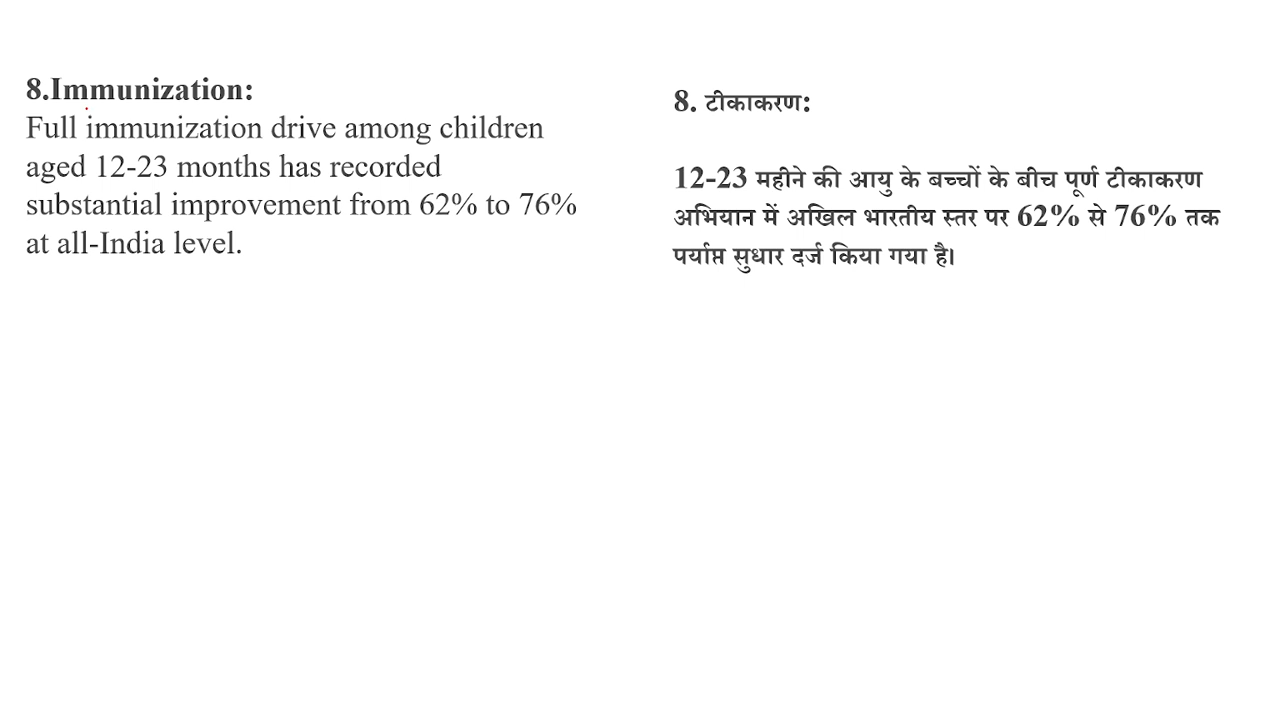 8.Immunization:
Full immunization drive among children
aged 12-23 months has recorded
substantial improvement from 62% to 76%
at all-India level.
8. टीकाकरण:
12-23 महीने की आयु के बच्चों के बीच पूर्ण टीकाकरण
अभियान में अखिल भारतीय स्तर पर 62% से 76% तक
पर्याप्त सुधार दर्ज किया गया है।